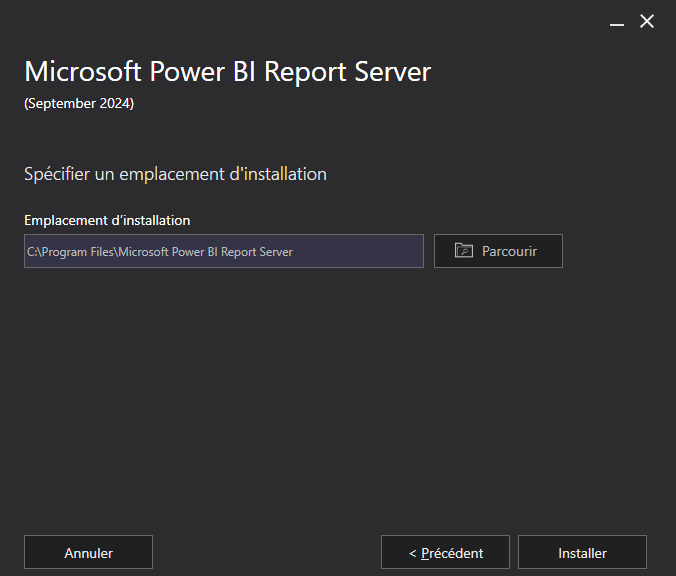 Microsoft Power BI Report Server
(September 2024)
Spécifier un emplacement d'installation
Emplacement d’installation
C:\Program Files\Microsoft Power BI Report Server
Parcourir
Annuler
< Précédent
Installer